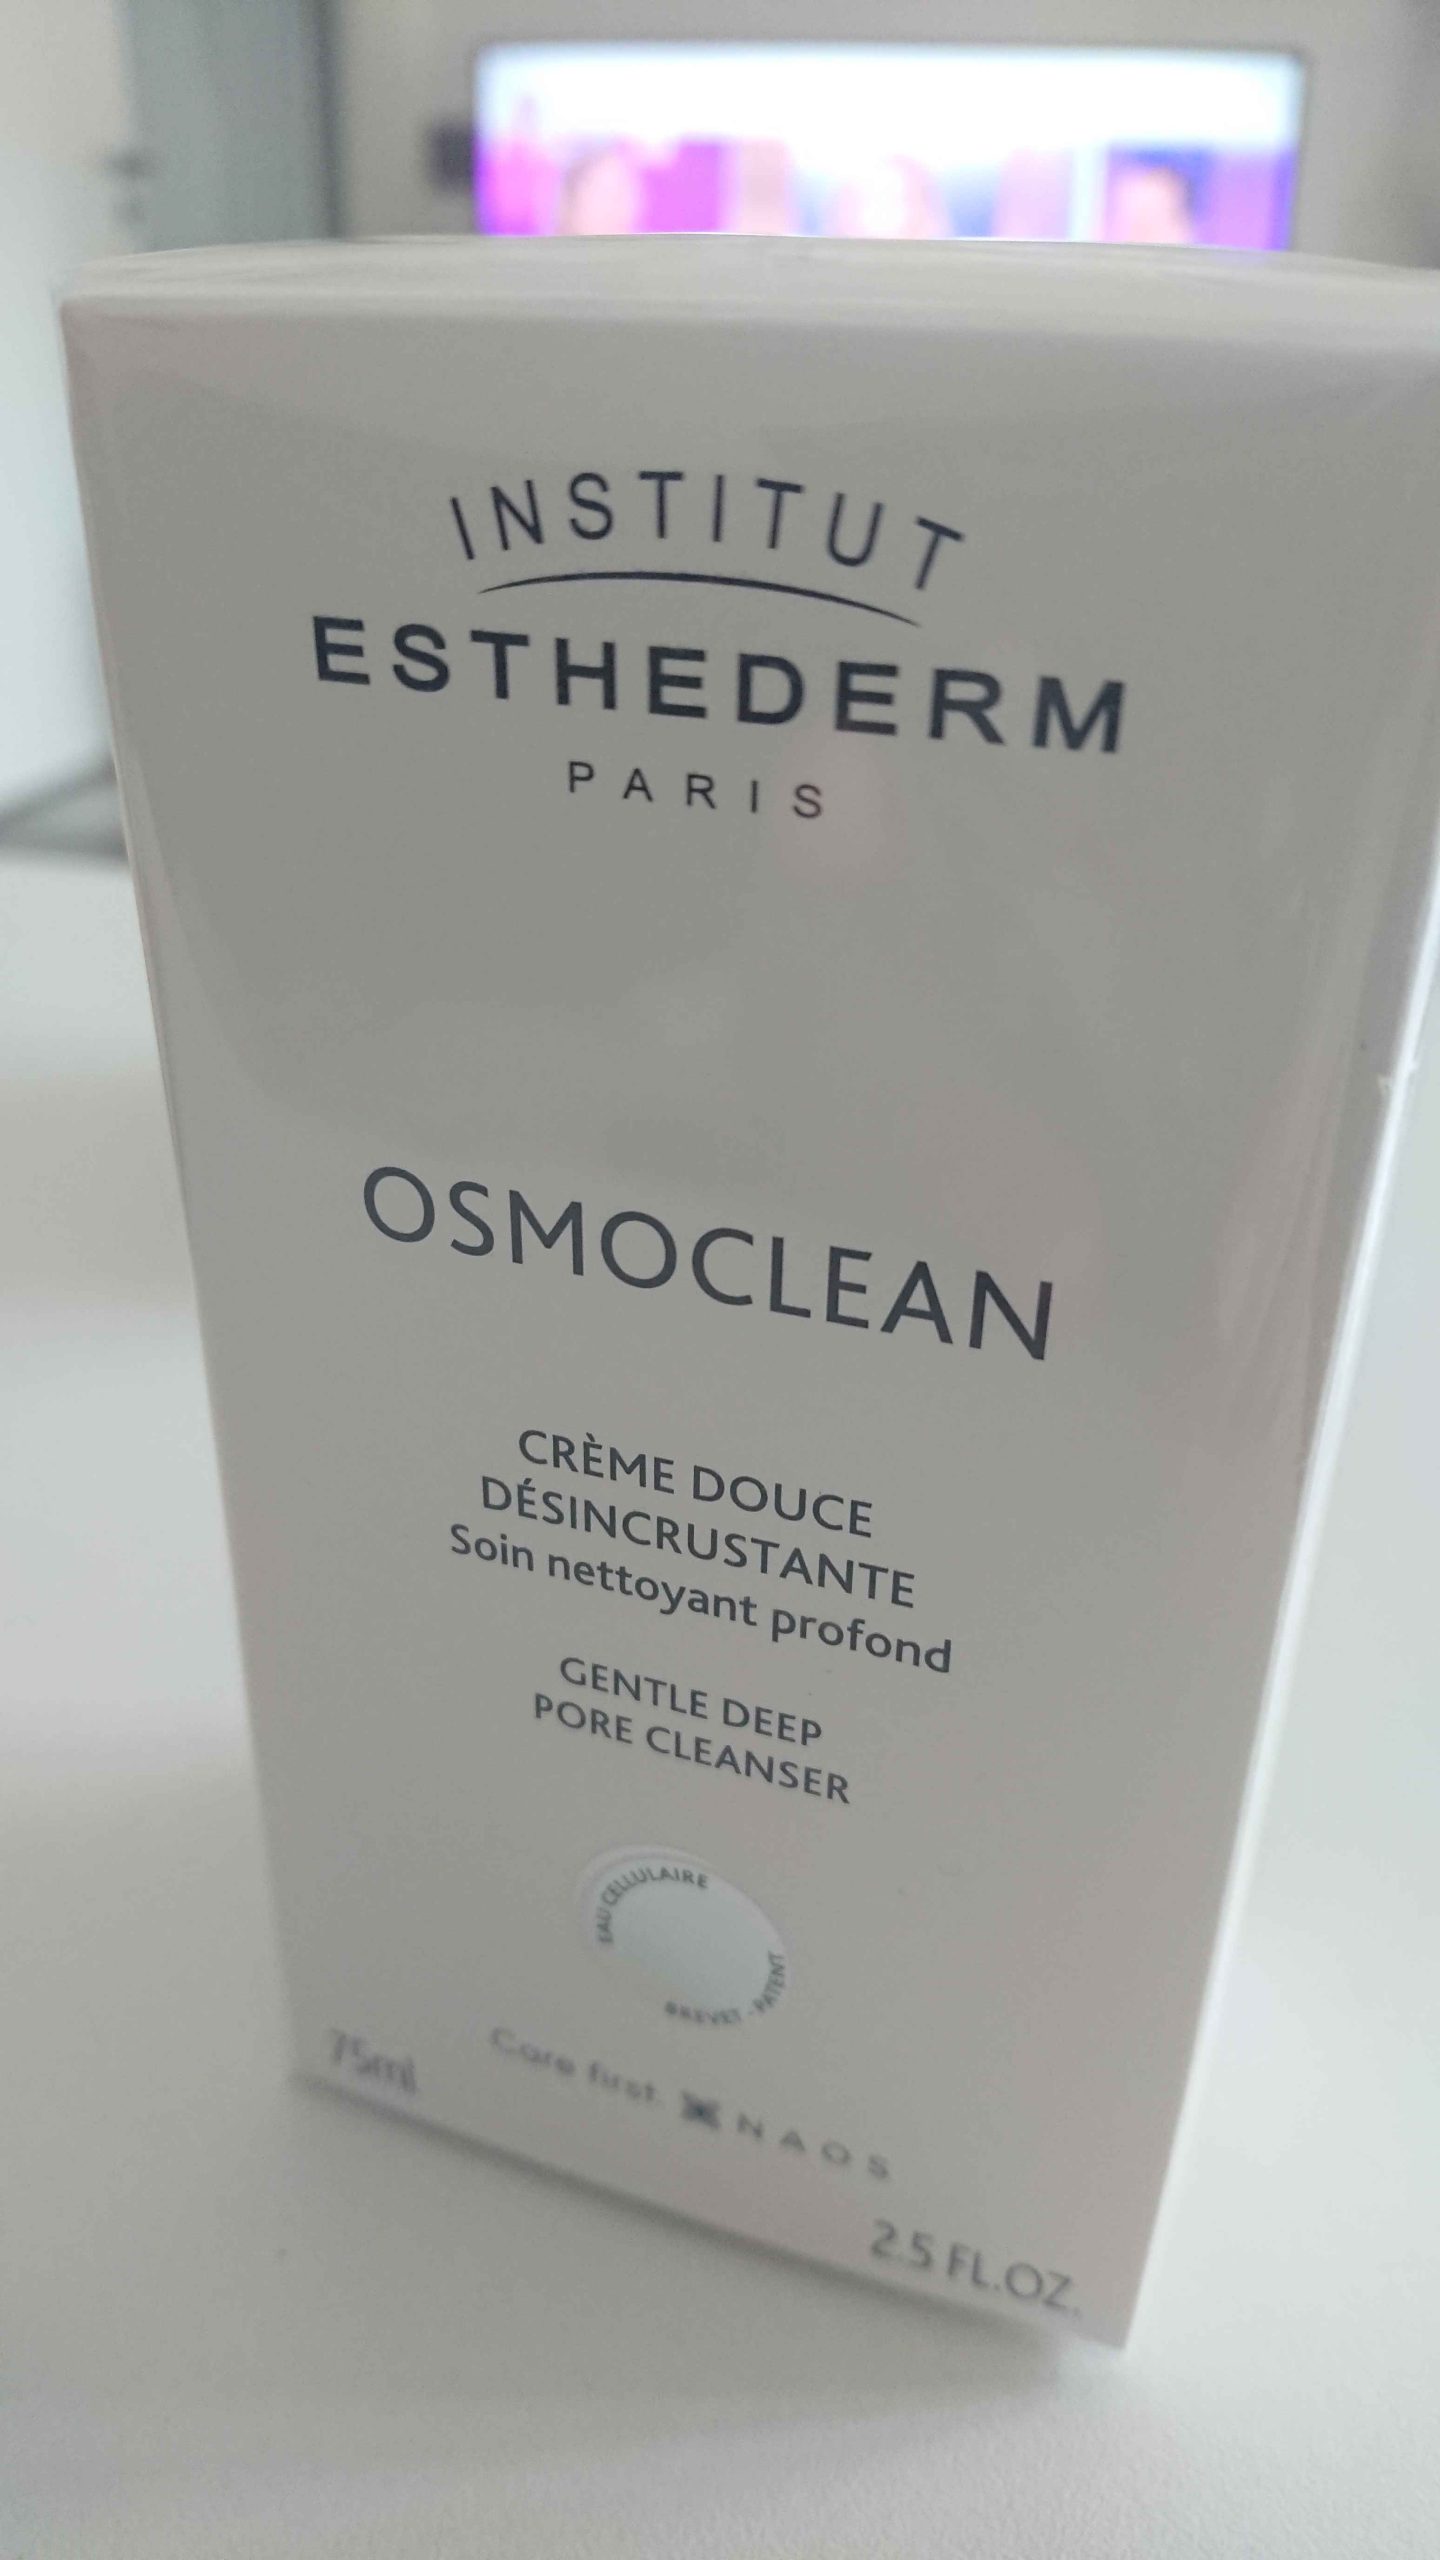 INSTITUT
ESTHEDERM
PARIS
OSMOCLEAN
CRÈME DOUCE
DÉSINCRUSTANTE
Soin nettoyant profond
GENTLE DEEP
PORE CLEANSER
EAU CELLULAIRE
BREVET - PATENT
Care first. NAOS
75ml
2.5 FL.OZ.